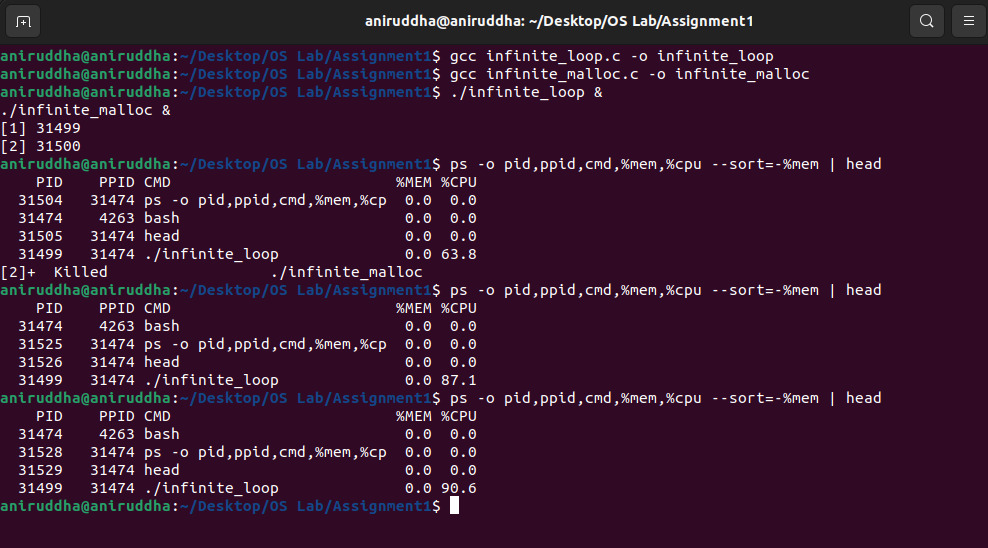 aniruddha@aniruddha: ~/Desktop/OS Lab/Assignment1
aniruddha@aniruddha:~/Desktop/OS Lab/Assignment1$ gcc infinite_loop.c -o infinite_loop
aniruddha@aniruddha:~/Desktop/OS Lab/Assignment1$ gcc infinite_malloc.c -o infinite_malloc
aniruddha@aniruddha:~/Desktop/OS Lab/Assignment1$ ./infinite_loop &
./infinite_malloc &
[1] 31499
[2] 31500
aniruddha@aniruddha:~/Desktop/OS Lab/Assignment1$ ps -o pid,ppid,cmd,%mem,%cpu --sort=-%mem | head
    PID    PPID CMD                         %MEM %CPU
  31504   31474 ps -o pid,ppid,cmd,%mem,%cp  0.0  0.0
  31474    4263 bash                         0.0  0.0
  31505   31474 head                         0.0  0.0
  31499   31474 ./infinite_loop              0.0 63.8
[2]+  Killed                  ./infinite_malloc
aniruddha@aniruddha:~/Desktop/OS Lab/Assignment1$ ps -o pid,ppid,cmd,%mem,%cpu --sort=-%mem | head
    PID    PPID CMD                         %MEM %CPU
  31474    4263 bash                         0.0  0.0
  31525   31474 ps -o pid,ppid,cmd,%mem,%cp  0.0  0.0
  31526   31474 head                         0.0  0.0
  31499   31474 ./infinite_loop              0.0 87.1
aniruddha@aniruddha:~/Desktop/OS Lab/Assignment1$ ps -o pid,ppid,cmd,%mem,%cpu --sort=-%mem | head
    PID    PPID CMD                         %MEM %CPU
  31474    4263 bash                         0.0  0.0
  31528   31474 ps -o pid,ppid,cmd,%mem,%cp  0.0  0.0
  31529   31474 head                         0.0  0.0
  31499   31474 ./infinite_loop              0.0 90.6
aniruddha@aniruddha:~/Desktop/OS Lab/Assignment1$